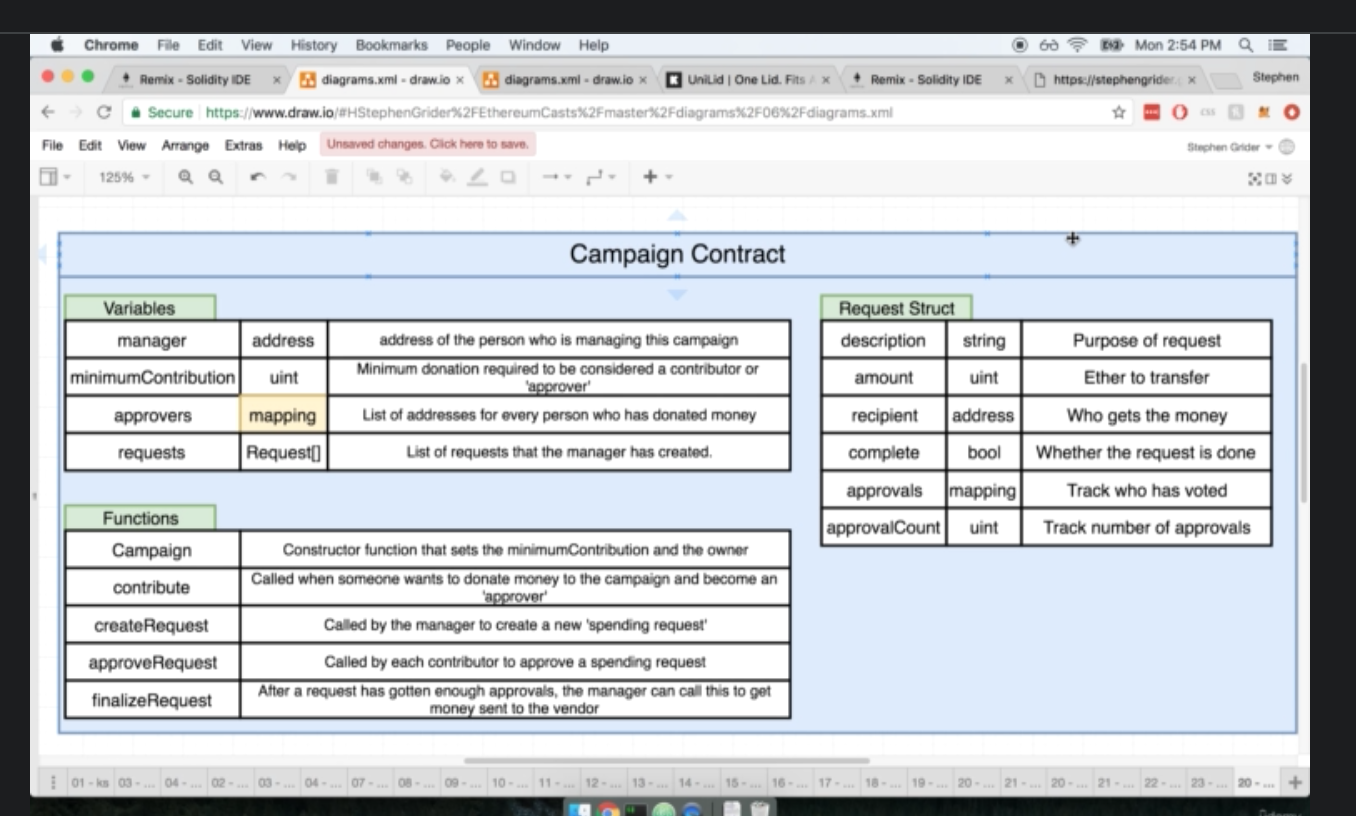 Chrome File Edit View History Bookmarks People Window Help Mon 2:54 PM
Remix - Solidity IDE diagrams.xml - draw.io diagrams.xml - draw.io UniLid | One Lid. Fits Remix - Solidity IDE https://stephengrider. Stephen
Secure https://www.draw.io/#HStephenGrider%2FEthereumCasts%2Fmaster%2Fdiagrams%2F06%2Fdiagrams.xml
File Edit View Arrange Extras Help Unsaved changes. Click here to save. Stephen Grider
125%
Campaign Contract
Variables
manager address address of the person who is managing this campaign
minimumContribution uint Minimum donation required to be considered a contributor or
'approver'
approvers mapping List of addresses for every person who has donated money
requests Request[] List of requests that the manager has created.
Functions
Campaign Constructor function that sets the minimumContribution and the owner
contribute Called when someone wants to donate money to the campaign and become an
'approver'
createRequest Called by the manager to create a new 'spending request'
approveRequest Called by each contributor to approve a spending request
finalizeRequest After a request has gotten enough approvals, the manager can call this to get
money sent to the vendor
Request Struct
description string Purpose of request
amount uint Ether to transfer
recipient address Who gets the money
complete bool Whether the request is done
approvals mapping Track who has voted
approvalCount uint Track number of approvals
01 - ks 03 - ... 04 - ... 02 - ... 03 - ... 04 - ... 07 - ... 08 - ... 09 - ... 10 - ... 11 - ... 12 - ... 13 - ... 14 - ... 15 - ... 16 - ... 17 - ... 18 - ... 19 - ... 20 - ... 21 - ... 20 - ... 21 - ... 22 - ... 23 - ... 20 - ...